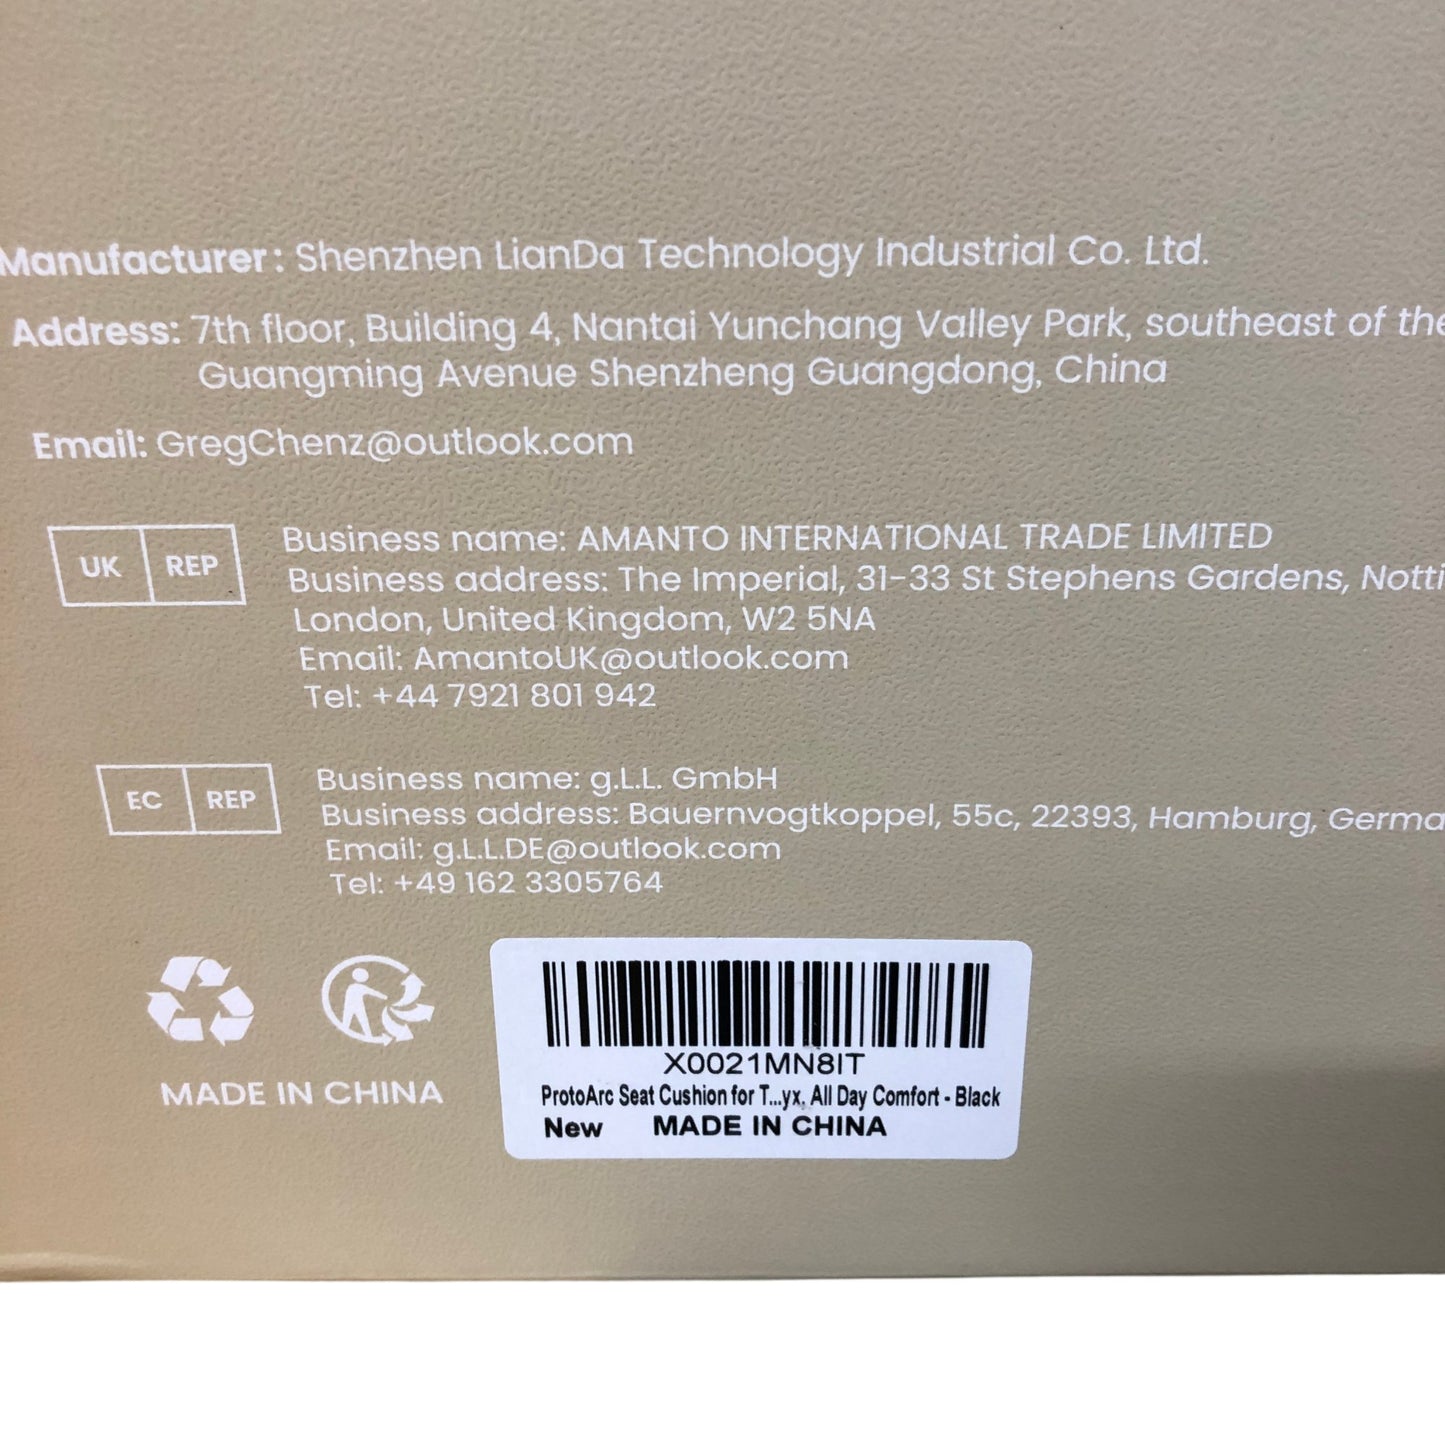 Manufacturer: Shenzhen LianDa Technology Industrial Co. Ltd.
Address: 7th floor, Building 4, Nantai Yunchang Valley Park, southeast of the
Guangming Avenue Shenzheng Guangdong, China
Email: GregChenz@outlook.com
UK REP
Business name: AMANTO INTERNATIONAL TRADE LIMITED
Business address: The Imperial, 31-33 St Stephens Gardens, Notti
London, United Kingdom, W2 5NA
Email: AmantoUK@outlook.com
Tel: +44 7921 801 942
EC REP
Business name: g.L.L. GmbH
Business address: Bauernvogtkoppel, 55c, 22393, Hamburg, Germa
Email: g.L.L.DE@outlook.com
Tel: +49 162 3305764
MADE IN CHINA
X0021MN8IT
ProtoArc Seat Cushion for T...yx, All Day Comfort - Black
New MADE IN CHINA